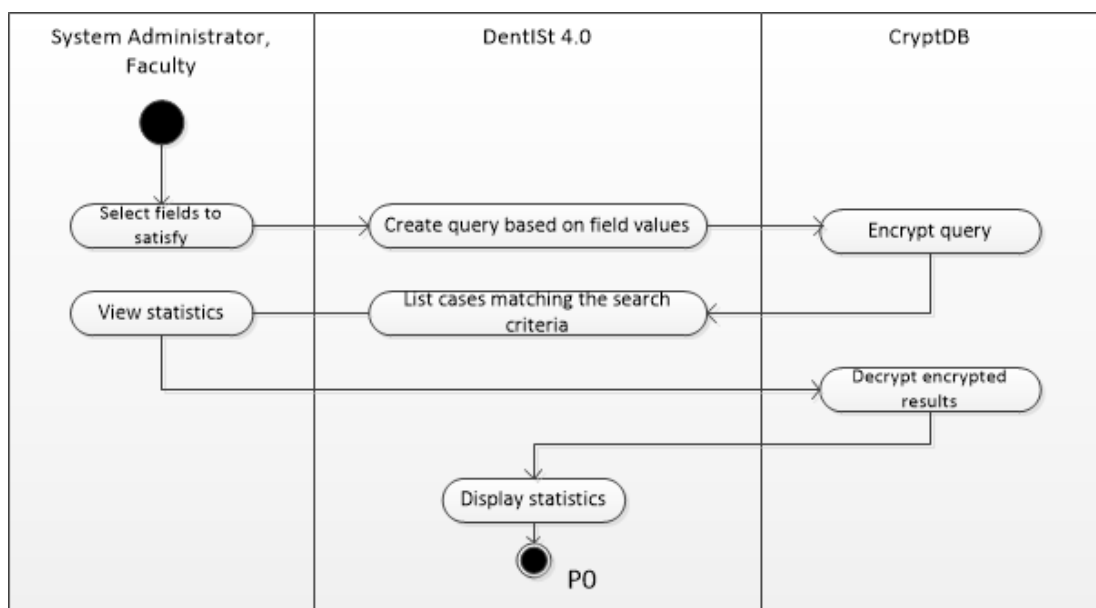 System Administrator,
Faculty
DentISt 4.0
CryptDB
Select fields to
satisfy
Create query based on field values
Encrypt query
View statistics
List cases matching the search
criteria
Decrypt encrypted
results
Display statistics
P0